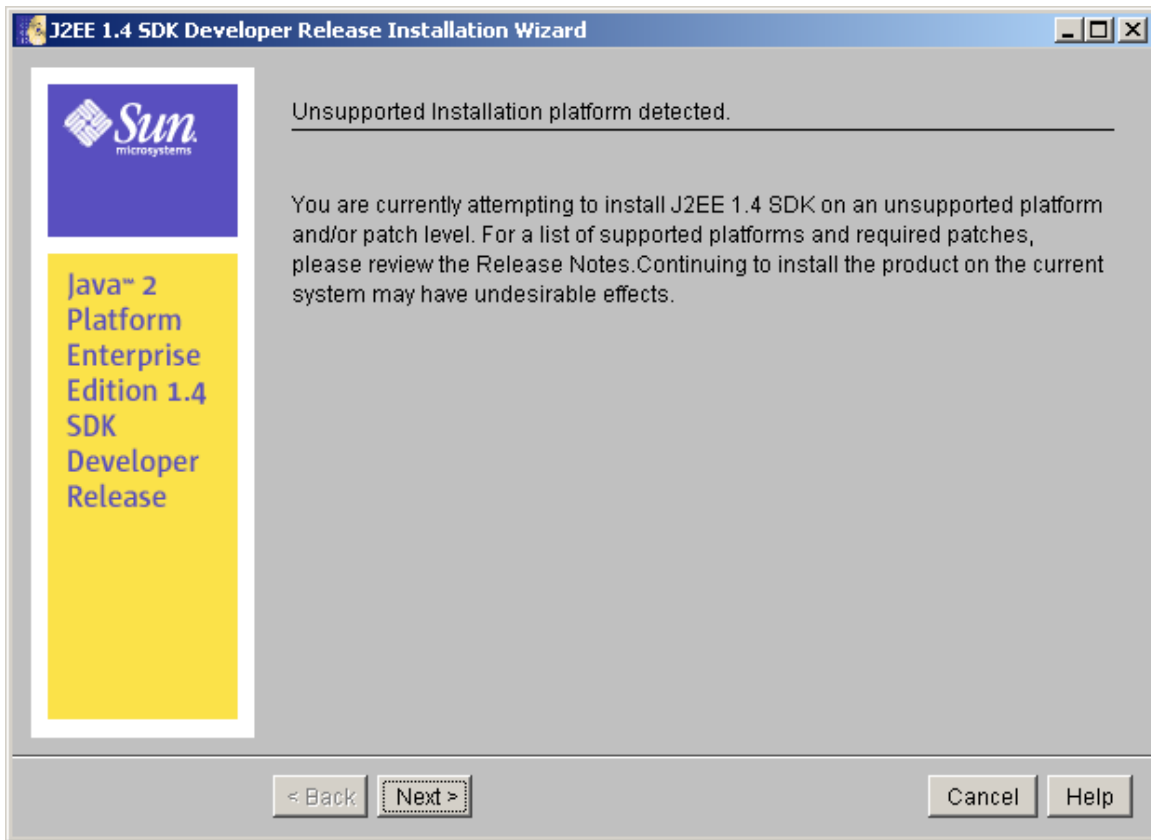 J2EE 1.4 SDK Developer Release Installation Wizard
Sun
microsystems
Java™ 2
Platform
Enterprise
Edition 1.4
SDK
Developer
Release
Unsupported Installation platform detected.
You are currently attempting to install J2EE 1.4 SDK on an unsupported platform
and/or patch level. For a list of supported platforms and required patches,
please review the Release Notes.Continuing to install the product on the current
system may have undesirable effects.
< Back
Next >
Cancel
Help